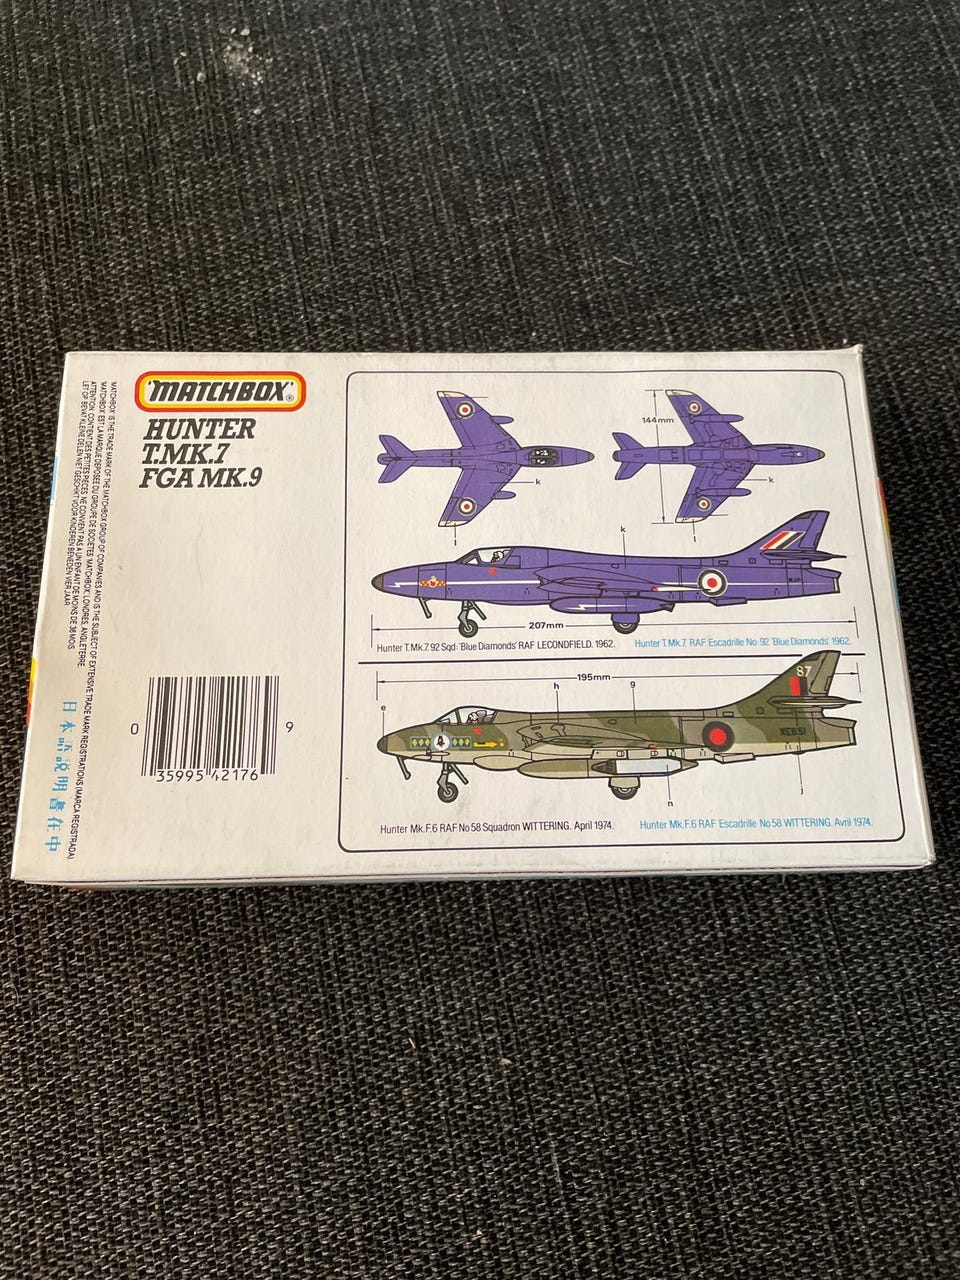 'MATCHBOX'®
HUNTER
T.MK.7
FGA MK.9
'MATCHBOX' IS THE TRADE MARK OF THE MATCHBOX GROUP OF COMPANIES AND IS THE SUBJECT OF EXTENSIVE TRADE MARK REGISTRATIONS (MARCA REGISTRADA).
'MATCHBOX' EST LA MARQUE DEPOSEE DU GROUPE DE SOCIETES 'MATCHBOX', LONDRES, ANGLETERRE.
ATTENTION. CONTIENT DES PETITES PIECES. NE CONVIENT PAS A UN ENFANT DE MOINS DE 36 MOIS.
LET OP BEVAT KLEINE DELEN NIET GESCHIKT VOOR KINDEREN BENEDEN VIER JAAR
日本語説明書在中
0 35995 42176 9
144mm
k
k
l
l
k
207mm
Hunter T.Mk.7. 92 Sqd: 'Blue Diamonds' RAF LECONDFIELD. 1962.
Hunter T.Mk.7 RAF Escadrille No: 92 'Blue Diamonds' 1962.
195mm
87
h
g
e
XE651
n
j
Hunter Mk.F.6 RAF No 58 Squadron WITTERING. April 1974.
Hunter Mk.F.6 RAF Escadrille No 58 WITTERING. Avril 1974.